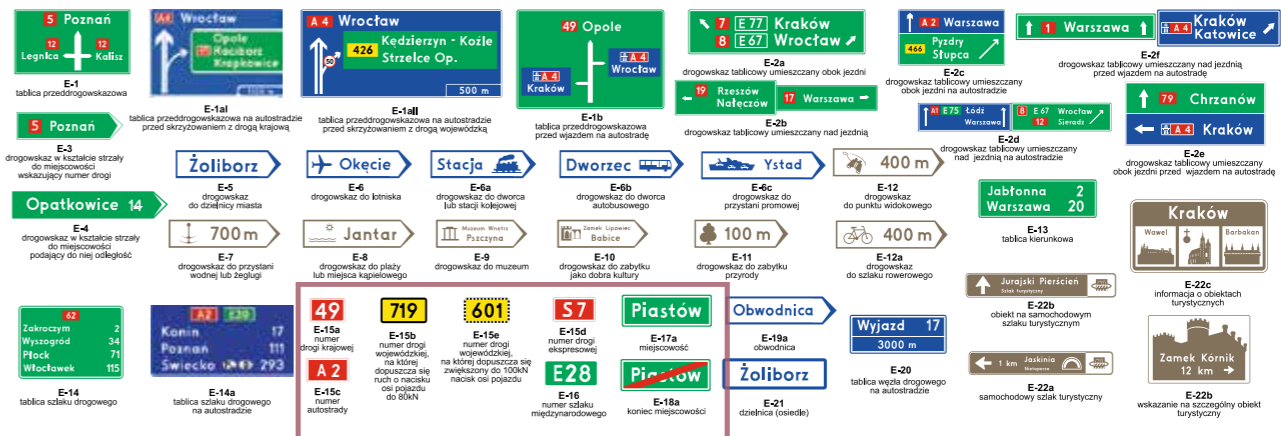 5 Poznań
12 12
Legnica Kalisz
E-1
tablica przeddrogowskazowa
A4 Wrocław
Opole
Racibórz
Krapkowice
500 m
E-1aI
tablica przeddrogowskazowa na autostradzie
przed skrzyżowaniem z drogą krajową
A 4 Wrocław
50
426 Kędzierzyn - Koźle
Strzelce Op.
500 m
E-1aII
tablica przeddrogowskazowa na autostradzie
przed skrzyżowaniem z drogą wojewódzką
49 Opole
A 4
Wrocław
A 4
Kraków
E-1b
tablica przeddrogowskazowa
przed wjazdem na autostradę
7 E 77 Kraków
8 E 67 Wrocław
E-2a
drogowskaz tablicowy umieszczany obok jezdni
19 Rzeszów
Nałęczów
17 Warszawa
E-2b
drogowskaz tablicowy umieszczany nad jezdnią
A 2 Warszawa
466 Pyzdry
Słupca
E-2c
drogowskaz tablicowy umieszczany
obok jezdni na autostradzie
A1 E 75 Łódź
Warszawa
8 E 67 Wrocław
12 Sieradz
E-2d
drogowskaz tablicowy umieszczany
nad jezdnią na autostradzie
1 Warszawa
Kraków
A 4 Katowice
E-2f
drogowskaz tablicowy umieszczany nad jezdnią
przed wjazdem na autostradę
79 Chrzanów
A 4 Kraków
E-2e
drogowskaz tablicowy umieszczany
obok jezdni przed wjazdem na autostradę
5 Poznań
E-3
drogowskaz w kształcie strzały
do miejscowości
wskazujący numer drogi
Żoliborz
E-5
drogowskaz
do dzielnicy miasta
Okęcie
E-6
drogowskaz do lotniska
Stacja
E-6a
drogowskaz do dworca
lub stacji kolejowej
Dworzec
E-6b
drogowskaz do dworca
autobusowego
Ystad
E-6c
drogowskaz do
przystani promowej
400 m
E-12
drogowskaz
do punktu widokowego
Opatkowice 14
E-4
drogowskaz w kształcie strzały
do miejscowości
podający do niej odległość
700 m
E-7
drogowskaz do przystani
wodnej lub żeglugi
Jantar
E-8
drogowskaz do plaży
lub miejsca kąpielowego
Muzeum Wnętrz
Pszczyna
E-9
drogowskaz do muzeum
Zamek Lipowiec
Babice
E-10
drogowskaz do zabytku
jako dobra kultury
100 m
E-11
drogowskaz do zabytku
przyrody
400 m
E-12a
drogowskaz
do szlaku rowerowego
Jabłonna 2
Warszawa 20
E-13
tablica kierunkowa
Kraków
Wawel Barbakan
E-22c
informacja o obiektach
turystycznych
62
Zakroczym 2
Wyszogród 34
Płock 71
Włocławek 115
E-14
tablica szlaku drogowego
A2 E30
Konin 17
Poznań 111
Świecko 293
E-14a
tablica szlaku drogowego
na autostradzie
49
E-15a
numer
drogi krajowej
A 2
E-15c
numer
autostrady
719
E-15b
numer drogi
wojewódzkiej,
na której
dopuszcza się
ruch o nacisku
osi pojazdu
do 80kN
601
E-15e
numer drogi
wojewódzkiej,
na której dopuszcza się
zwiększony do 100kN
nacisk osi pojazdu
S7
E-15d
numer drogi
ekspresowej
E28
E-16
numer szlaku
międzynarodowego
Piastów
E-17a
miejscowość
Piastów
E-18a
koniec miejscowości
Obwodnica
E-19a
obwodnica
Żoliborz
E-21
dzielnica (osiedle)
Wyjazd 17
3000 m
E-20
tablica węzła drogowego
na autostradzie
Jurajski Pierścień
Szlak turystyczny
E-22b
obiekt na samochodowym
szlaku turystycznym
1 km Jaskinia
Nietoperza
E-22a
samochodowy szlak turystyczny
Zamek Kórnik
12 km
E-22b
wskazanie na szczególny obiekt
turystyczny